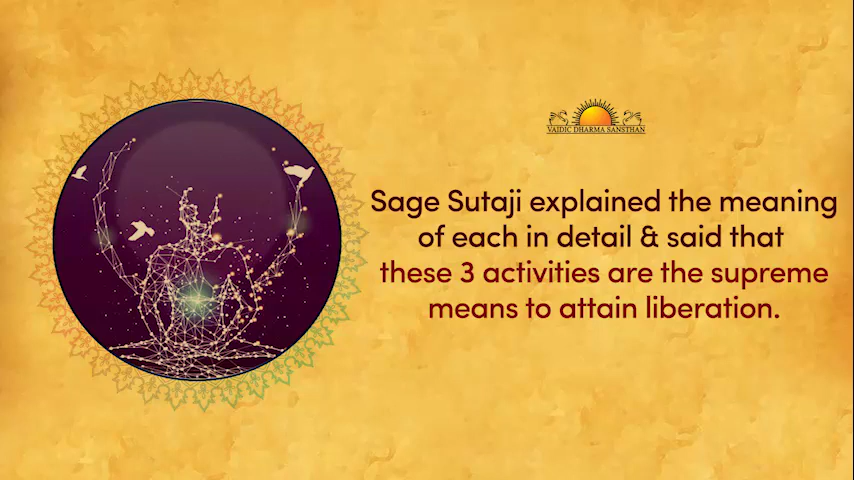 VAIDIC DHARMA SANSTHAN
Sage Sutaji explained the meaning
of each in detail & said that
these 3 activities are the supreme
means to attain liberation.